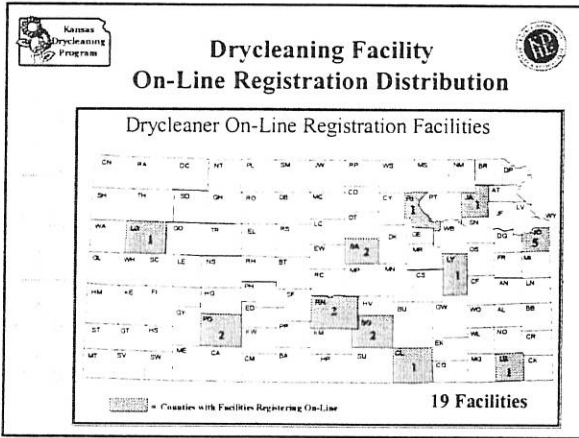 Kansas
Drycleaning
Program
Drycleaning Facility
On-Line Registration Distribution
Drycleaner On-Line Registration Facilities
CN RA DC NT PL SM JW RP WS MS NM BR DP
SH TH SD GH RO OB MC CD CY RL 1 PT JA 1 AT
LV WY
WA LG 1 GO TR EL RS LC OT DK GE WB SN JF DG JO 5
EW SA 2 MR OS FR MI
GL WH SC LE NS RH BT RC MP MN CS LY 1 CF AN LN
HM KE FI HG PN SF RN 2 HV BU GW WO AL BB
GY FO 2 ED KW PR KM SG 2 EK WL NO CR
ST GT HS
MT SV SW ME CA CM BA HP SU CL 1 CQ MG LB 1 CK
= Counties with Facilities Registering On-Line
19 Facilities